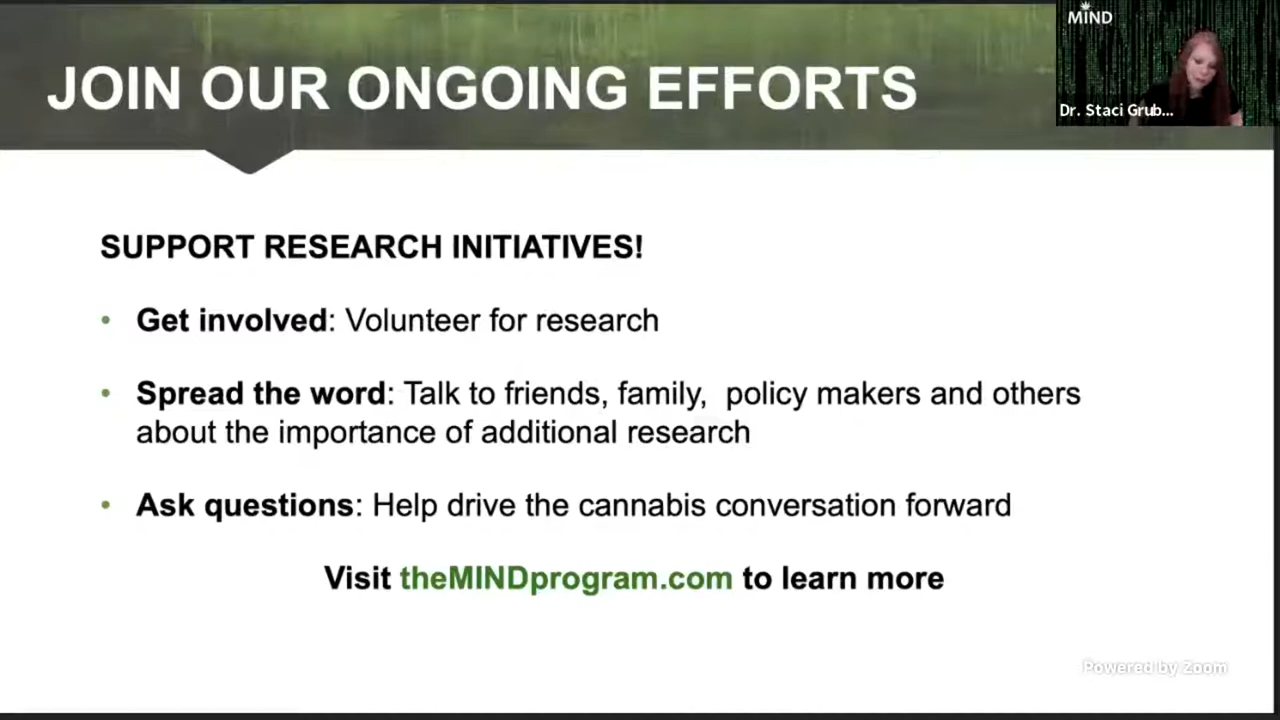 JOIN OUR ONGOING EFFORTS
MIND
Dr. Staci Grub...
SUPPORT RESEARCH INITIATIVES!
• Get involved: Volunteer for research
• Spread the word: Talk to friends, family, policy makers and others
about the importance of additional research
• Ask questions: Help drive the cannabis conversation forward
Visit theMINDprogram.com to learn more
Powered by Zoom